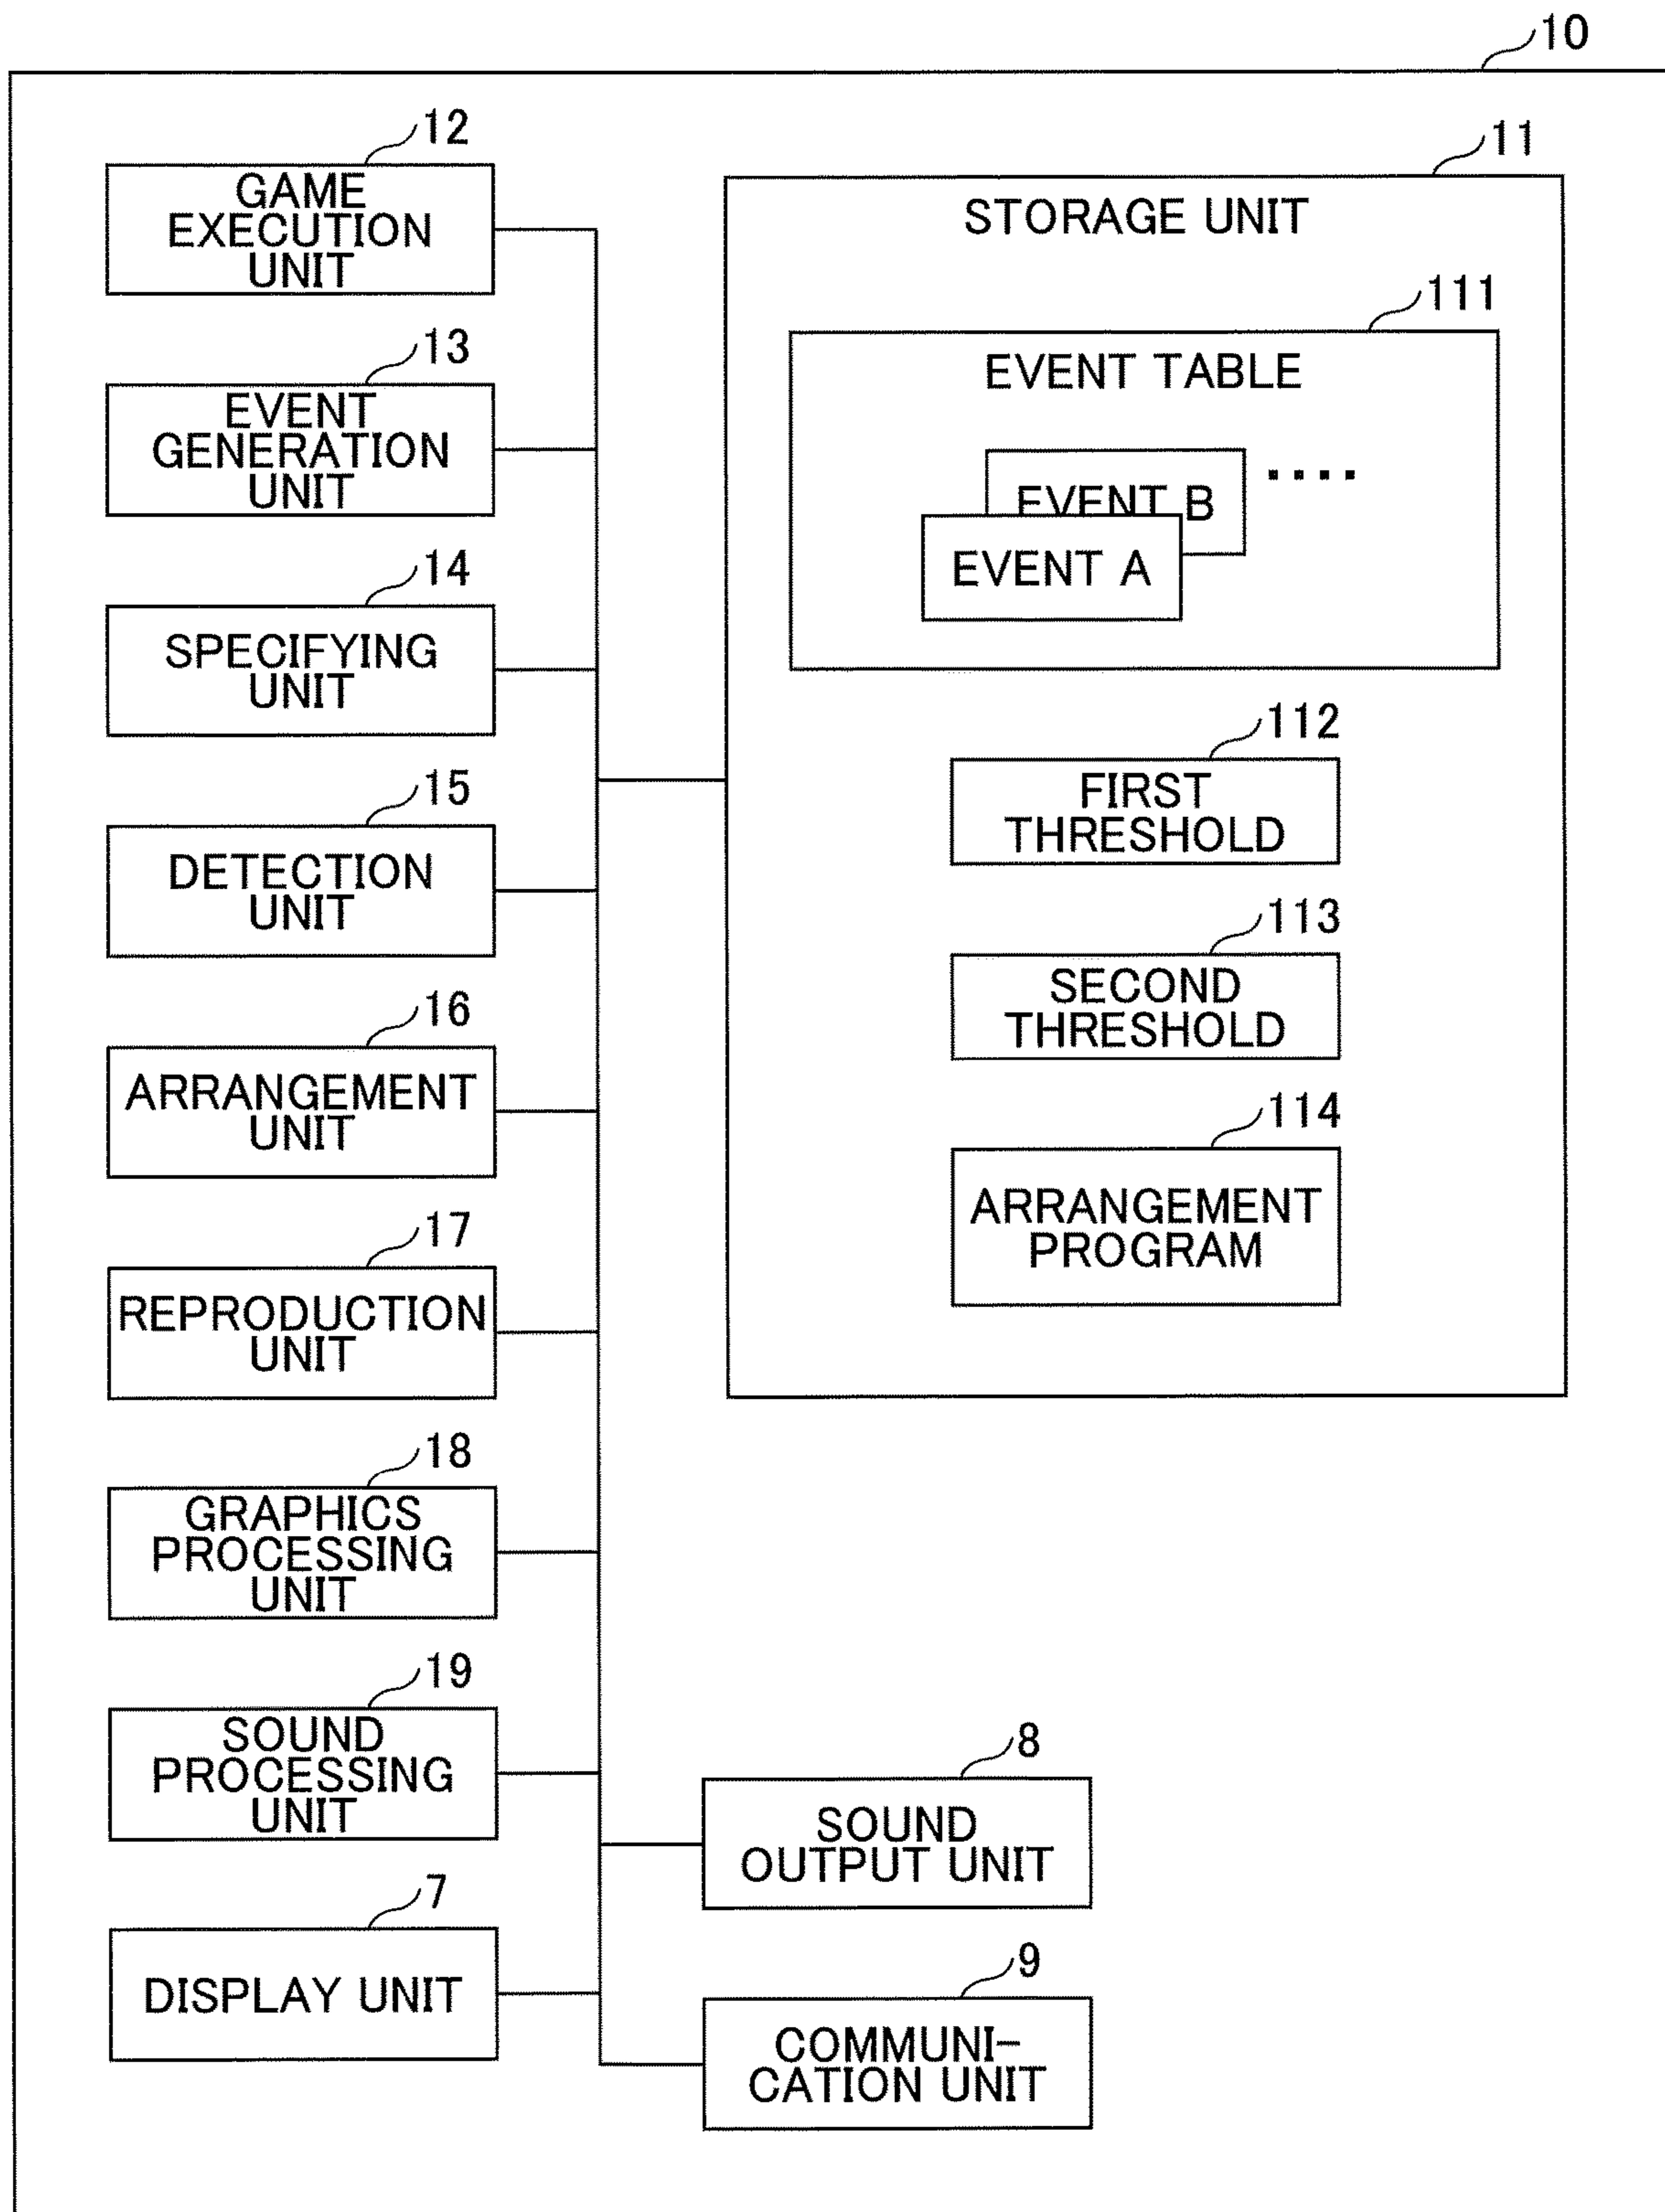 10
12
GAME
EXECUTION
UNIT
13
EVENT
GENERATION
UNIT
14
SPECIFYING
UNIT
15
DETECTION
UNIT
16
ARRANGEMENT
UNIT
17
REPRODUCTION
UNIT
18
GRAPHICS
PROCESSING
UNIT
19
SOUND
PROCESSING
UNIT
7
DISPLAY UNIT
11
STORAGE UNIT
111
EVENT TABLE
EVENT B
....
EVENT A
112
FIRST
THRESHOLD
113
SECOND
THRESHOLD
114
ARRANGEMENT
PROGRAM
8
SOUND
OUTPUT UNIT
9
COMMUNI-
CATION UNIT